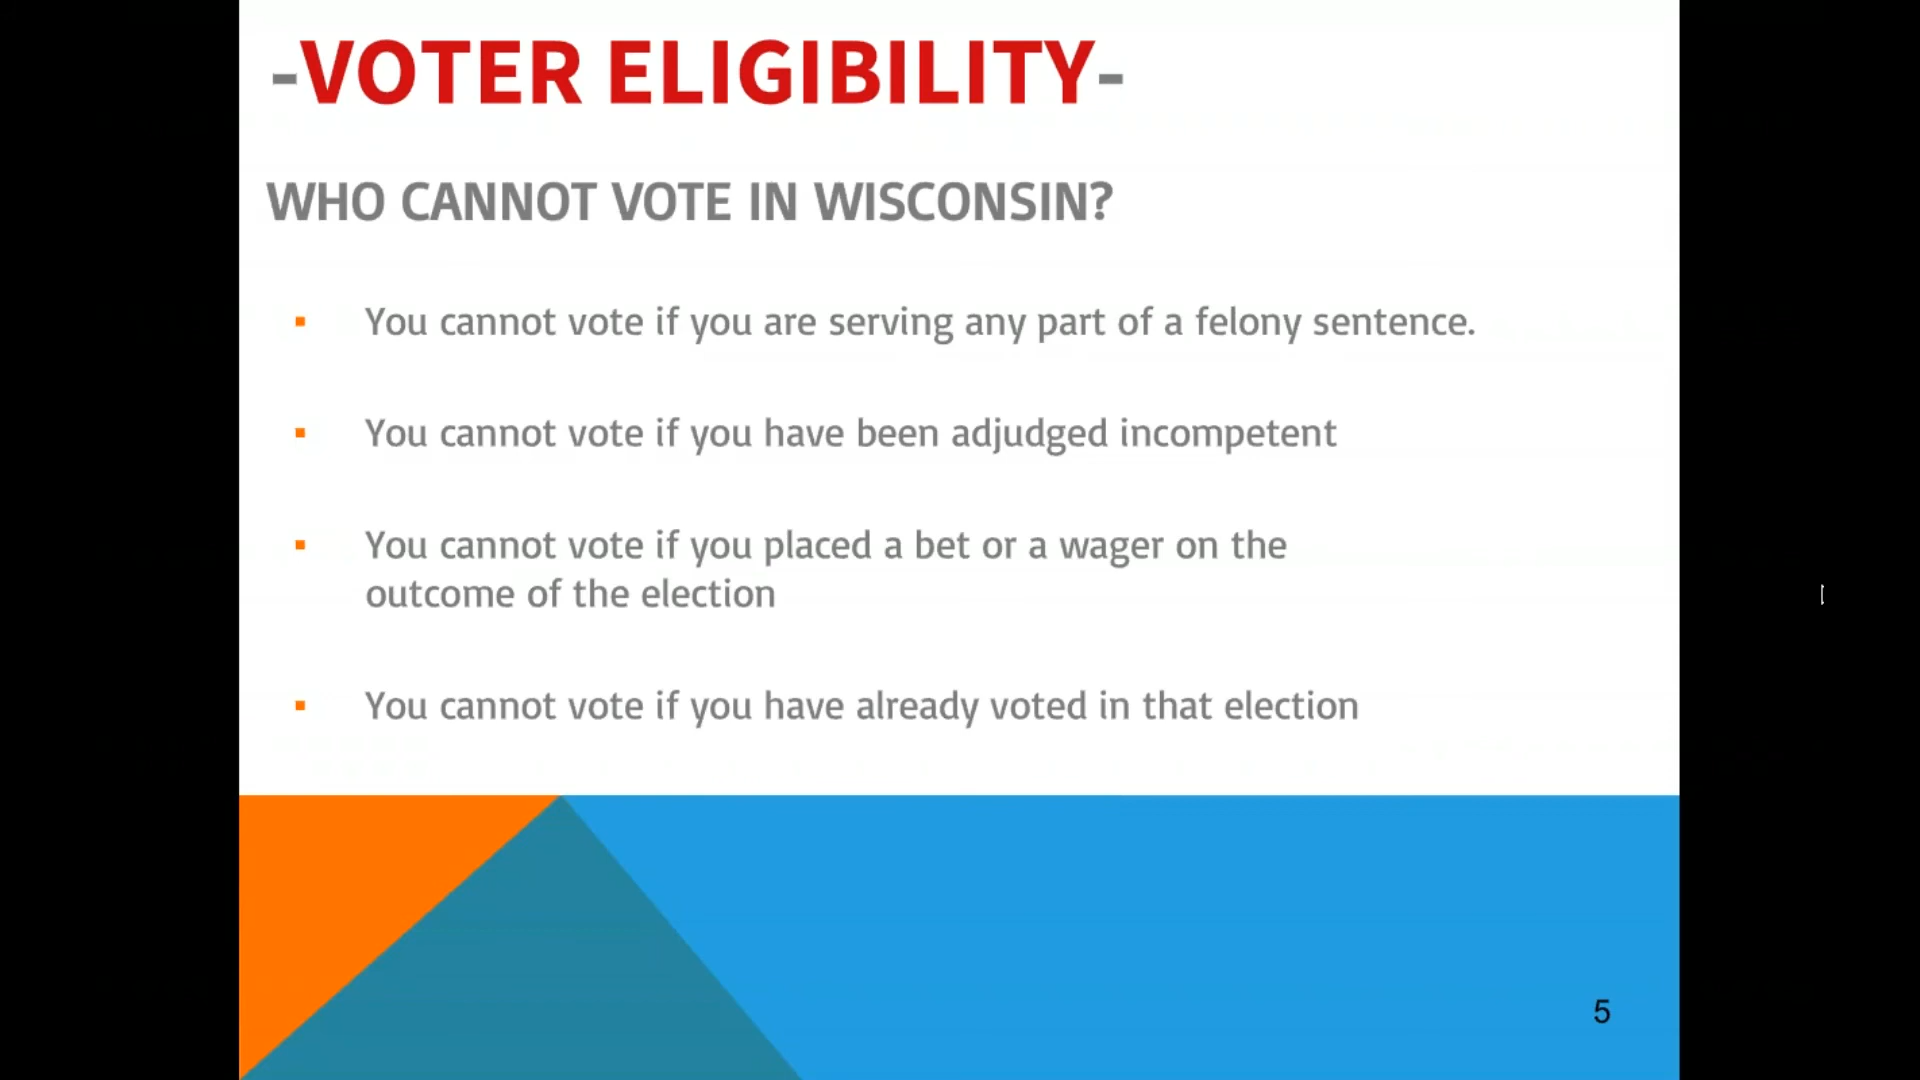 -VOTER ELIGIBILITY-
WHO CANNOT VOTE IN WISCONSIN?
▪ You cannot vote if you are serving any part of a felony sentence.
▪ You cannot vote if you have been adjudged incompetent
▪ You cannot vote if you placed a bet or a wager on the
outcome of the election
▪ You cannot vote if you have already voted in that election
5